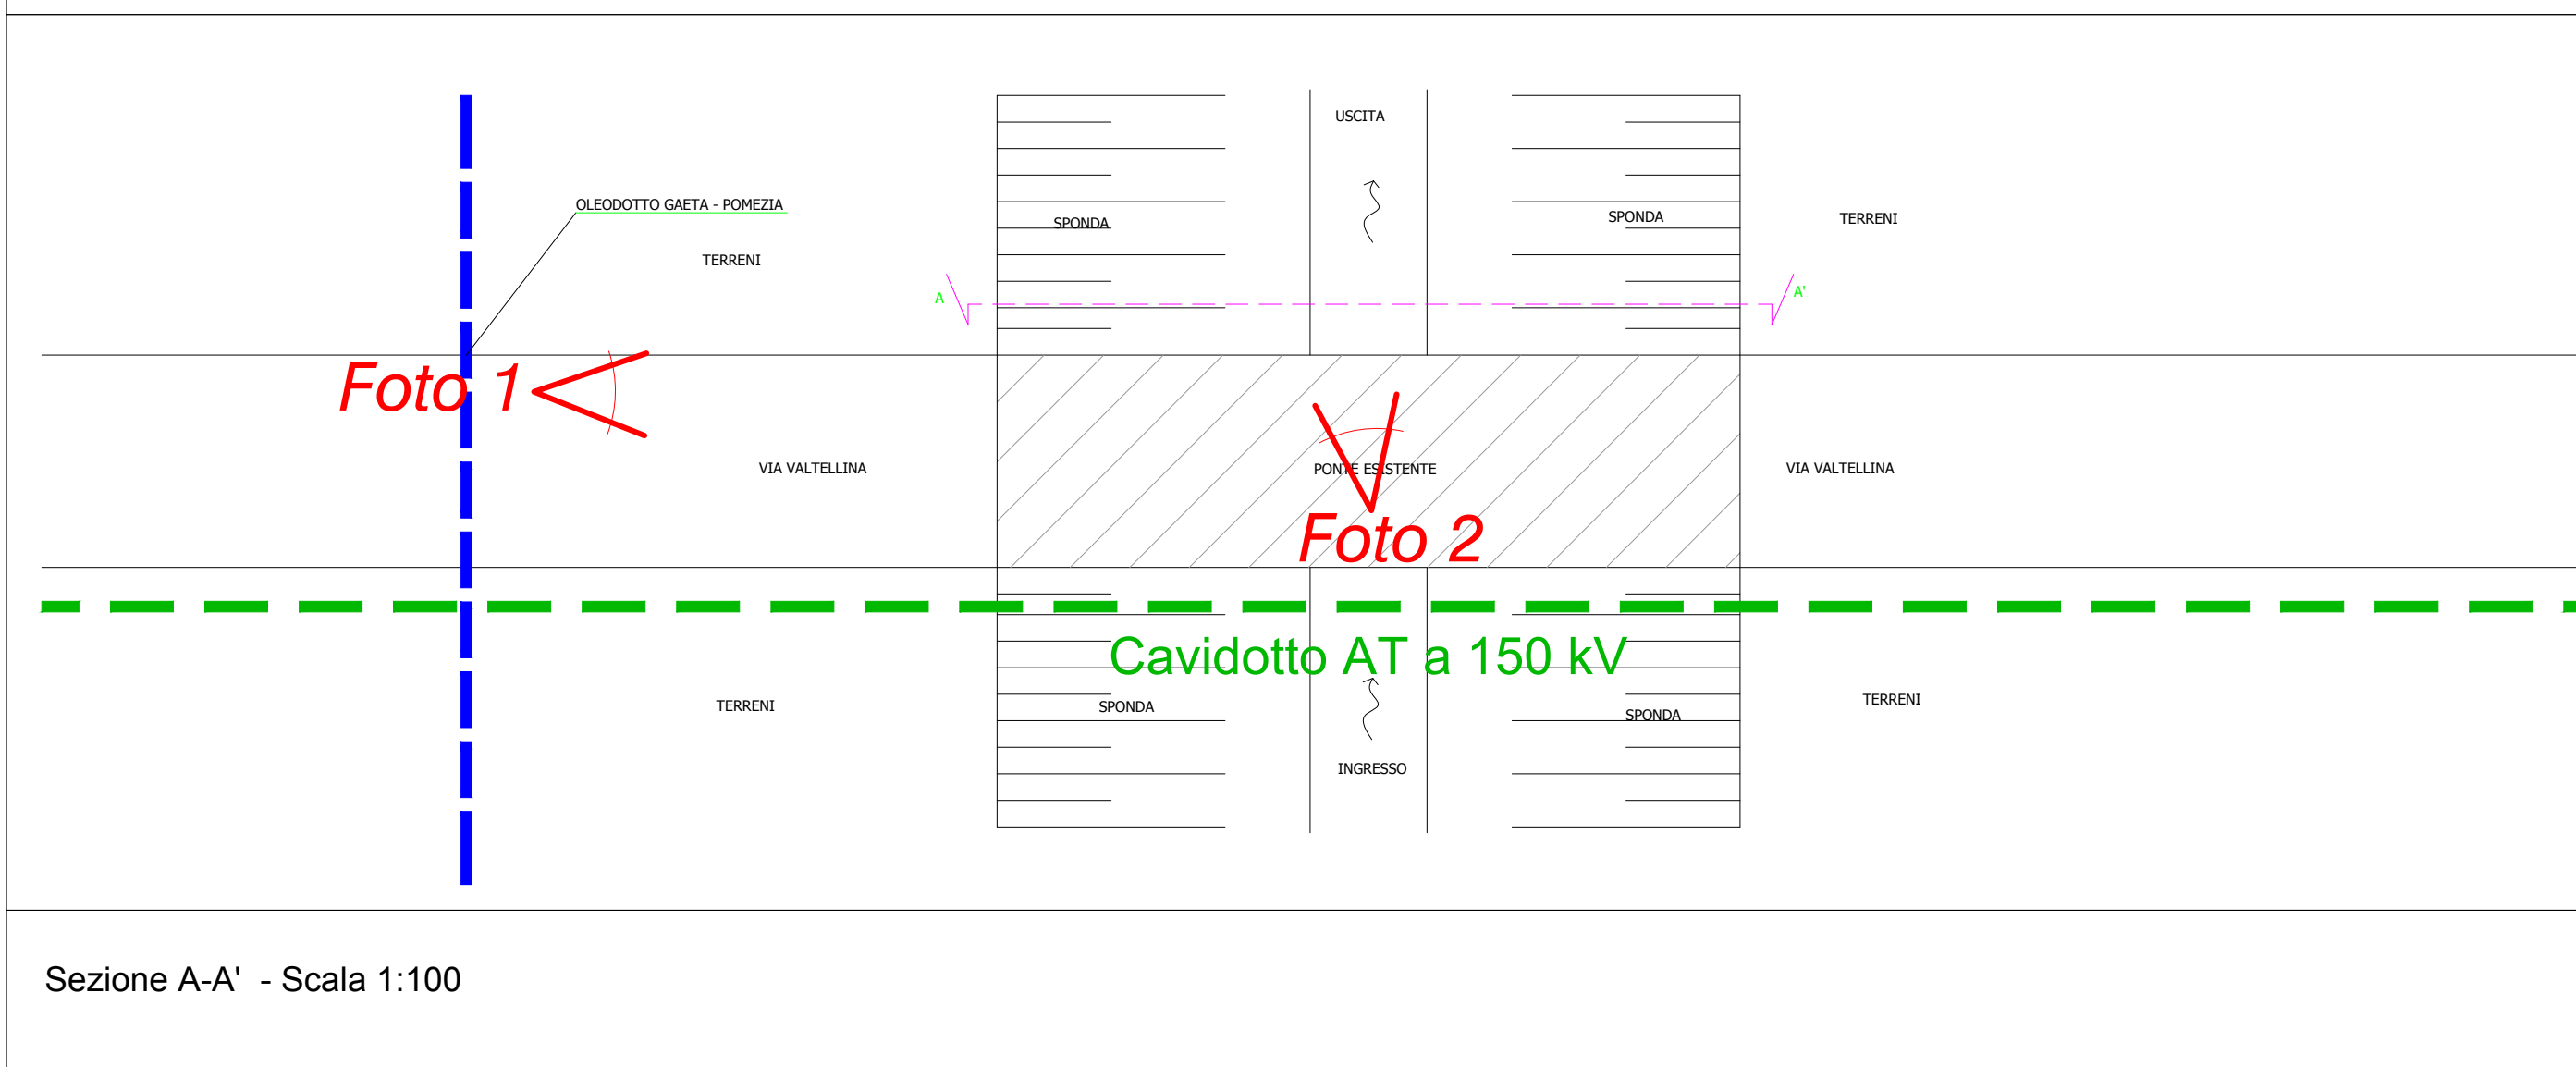 USCITA
OLEODOTTO GAETA - POMEZIA
SPONDA
SPONDA
TERRENI
TERRENI
A
A'
Foto 1
VIA VALTELLINA
PONTE ESISTENTE
VIA VALTELLINA
Foto 2
Cavidotto AT a 150 kV
TERRENI
SPONDA
SPONDA
TERRENI
INGRESSO
Sezione A-A'  - Scala 1:100